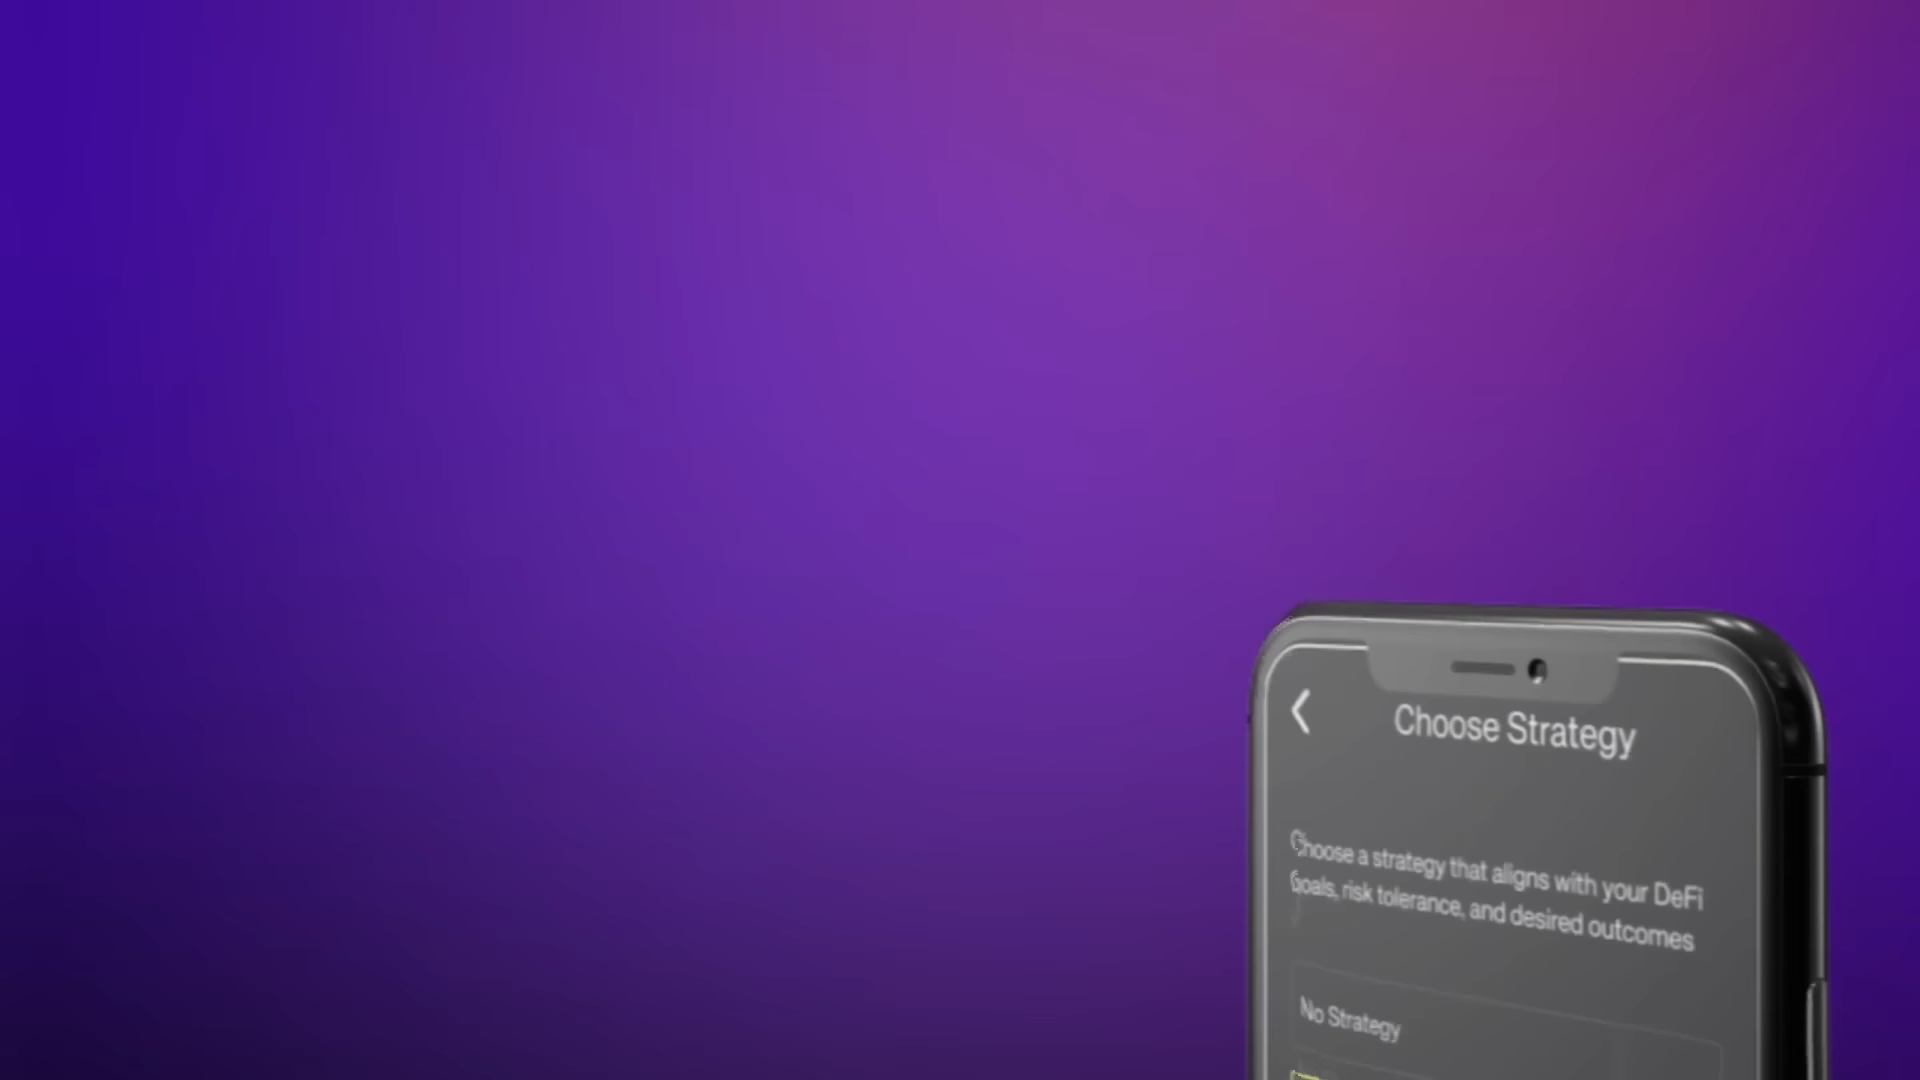 Choose Strategy
Choose a strategy that aligns with your DeFi
Goals, risk tolerance, and desired outcomes
No Strategy